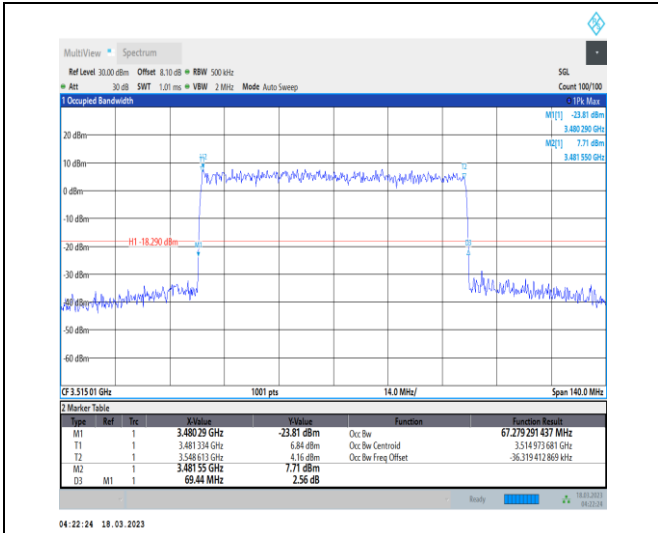 MultiView Spectrum
Ref Level 30.00 dBm Offset 8.10 dB RBW 500 kHz SGL
Att 30 dB SWT 1.01 ms VBW 2 MHz Mode Auto Sweep Count 100/100
1 Occupied Bandwidth 1Pk Max
M1[1] -23.81 dBm
3.480 290 GHz
M2[1] 7.71 dBm
3.481 550 GHz
20 dBm
10 dBm
T2
0 dBm
-10 dBm
H1 -18.290 dBm
M1
D3
-20 dBm
-30 dBm
-40 dBm
-50 dBm
-60 dBm
CF 3.515 01 GHz 1001 pts 14.0 MHz/ Span 140.0 MHz
2 Marker Table
Type Ref Trc X-Value Y-Value Function Function Result
M1 1 3.480 29 GHz -23.81 dBm Occ Bw 67.279 291 437 MHz
T1 1 3.481 334 GHz 6.84 dBm Occ Bw Centroid 3.514 973 681 GHz
T2 1 3.548 613 GHz 4.16 dBm Occ Bw Freq Offset -36.319 412 869 kHz
M2 1 3.481 55 GHz 7.71 dBm
D3 M1 1 69.44 MHz 2.56 dB
Ready 18.03.2023
04:22:24
04:22:24 18.03.2023